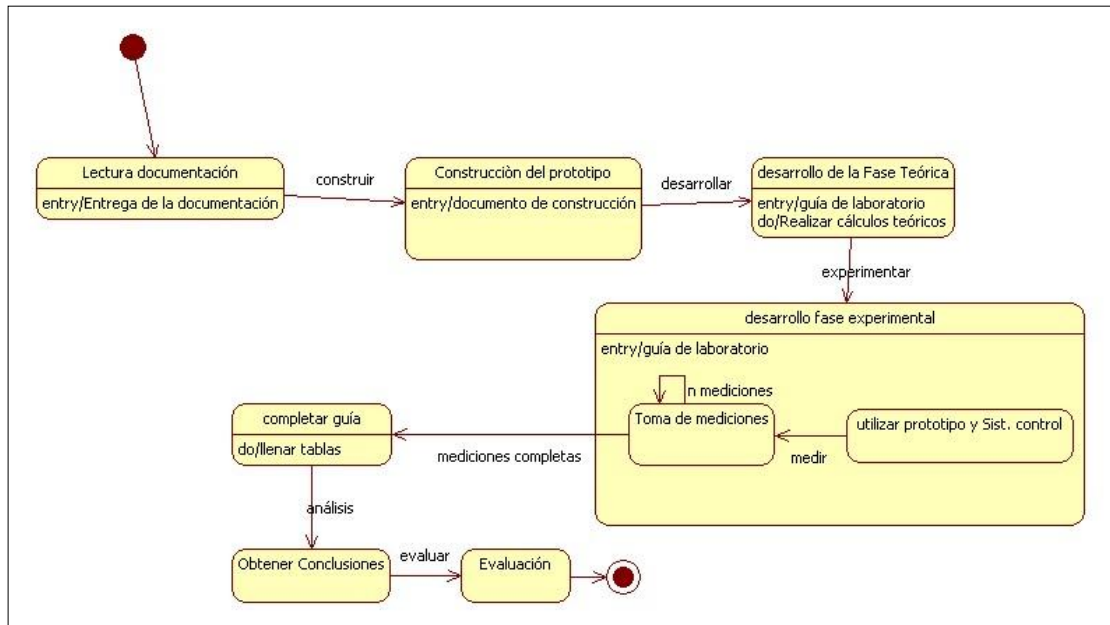 Lectura documentación
entry/Entrega de la documentación
construir
Construcciòn del prototipo
entry/documento de construcción
desarrollar
desarrollo de la Fase Teórica
entry/guía de laboratorio
do/Realizar cálculos teóricos
experimentar
desarrollo fase experimental
entry/guía de laboratorio
n mediciones
Toma de mediciones
utilizar prototipo y Sist. control
medir
mediciones completas
completar guía
do/llenar tablas
análisis
Obtener Conclusiones
evaluar
Evaluación